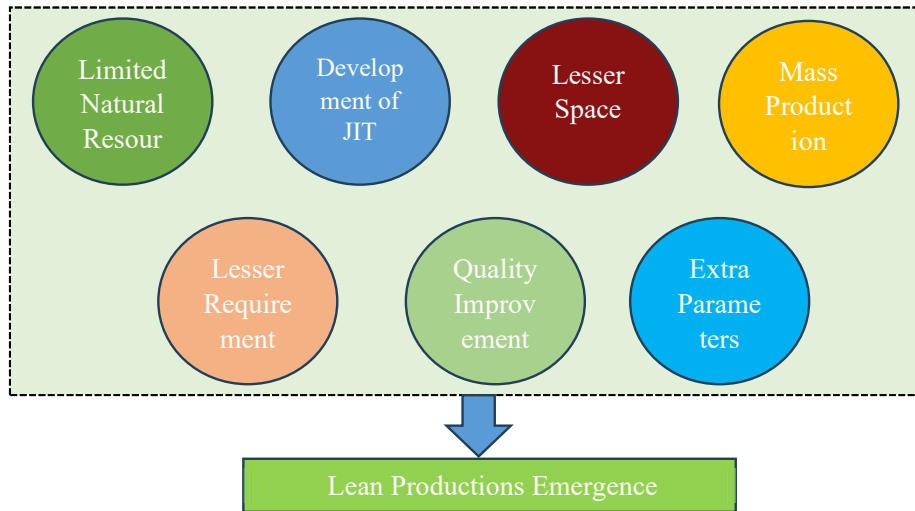 Limited
Natural
Resour
Develop
ment of
JIT
Lesser
Space
Mass
Product
ion
Lesser
Require
ment
Quality
Improv
ement
Extra
Parame
ters
Lean Productions Emergence